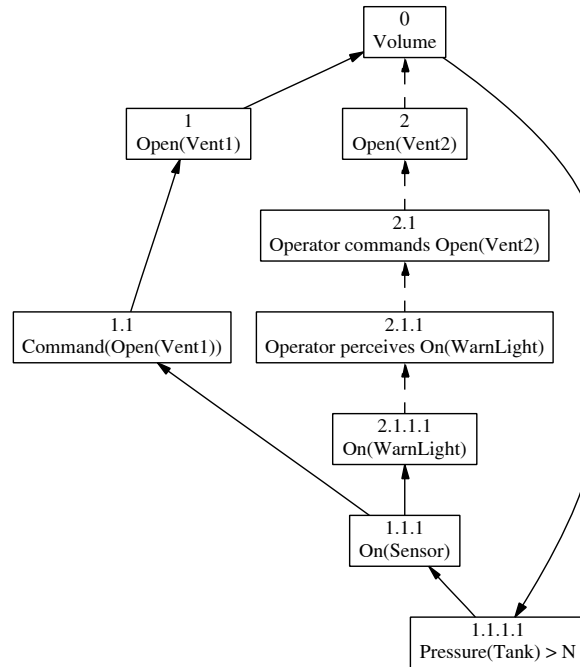 0
Volume
1
Open(Vent1)
2
Open(Vent2)
2.1
Operator commands Open(Vent2)
1.1
Command(Open(Vent1))
2.1.1
Operator perceives On(WarnLight)
2.1.1.1
On(WarnLight)
1.1.1
On(Sensor)
1.1.1.1
Pressure(Tank) > N